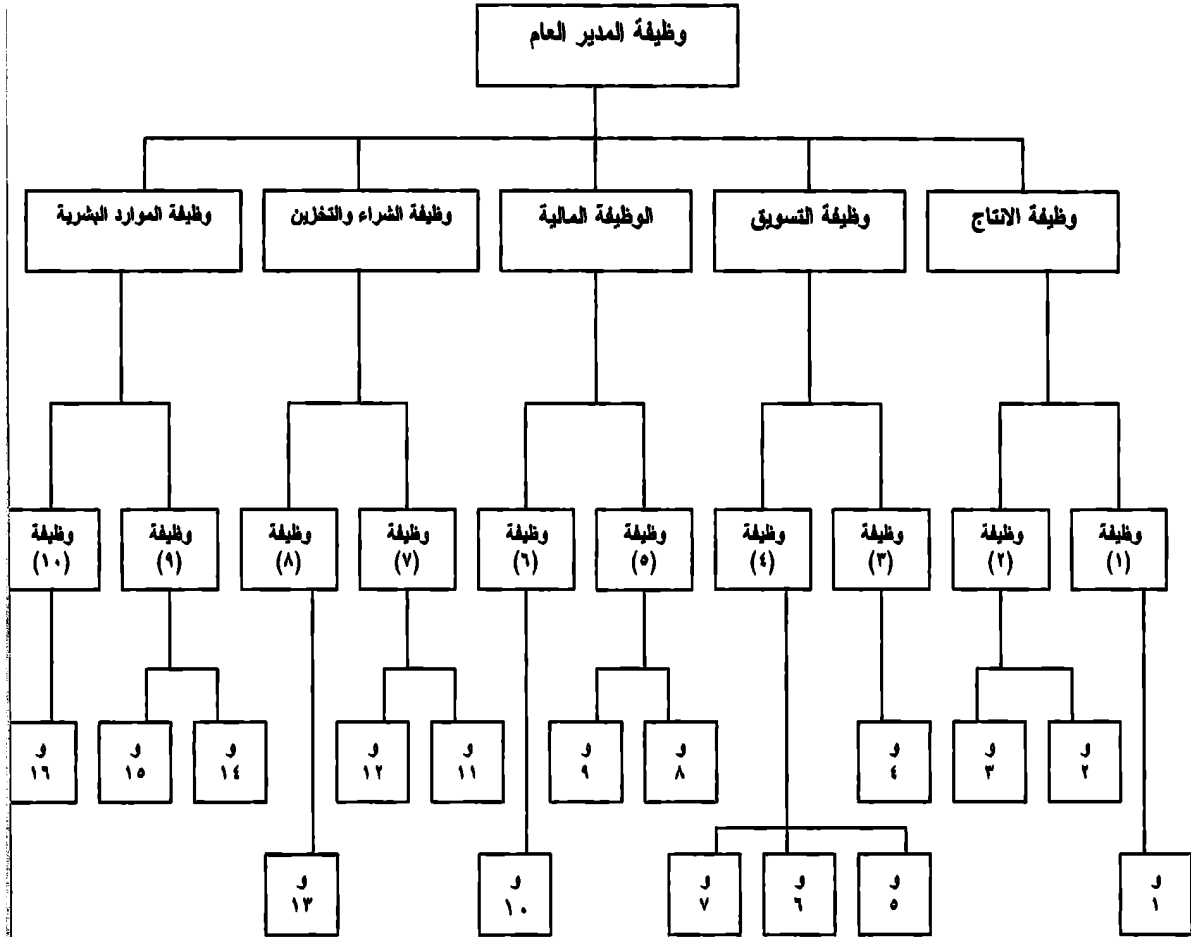 وظيفة المدير العام
وظيفة الانتاج
وظيفة التسويق
الوظيفة المالية
وظيفة الشراء والتخزين
وظيفة الموارد البشرية
وظيفة
(١)
وظيفة
(٢)
وظيفة
(٣)
وظيفة
(٤)
وظيفة
(٥)
وظيفة
(٦)
وظيفة
(٧)
وظيفة
(٨)
وظيفة
(٩)
وظيفة
(١٠)
و
٢
و
٣
و
٤
و
٨
و
٩
و
١١
و
١٢
و
١٤
و
١٥
و
١٦
و
١
و
٥
و
٦
و
٧
و
١٠
و
١٣